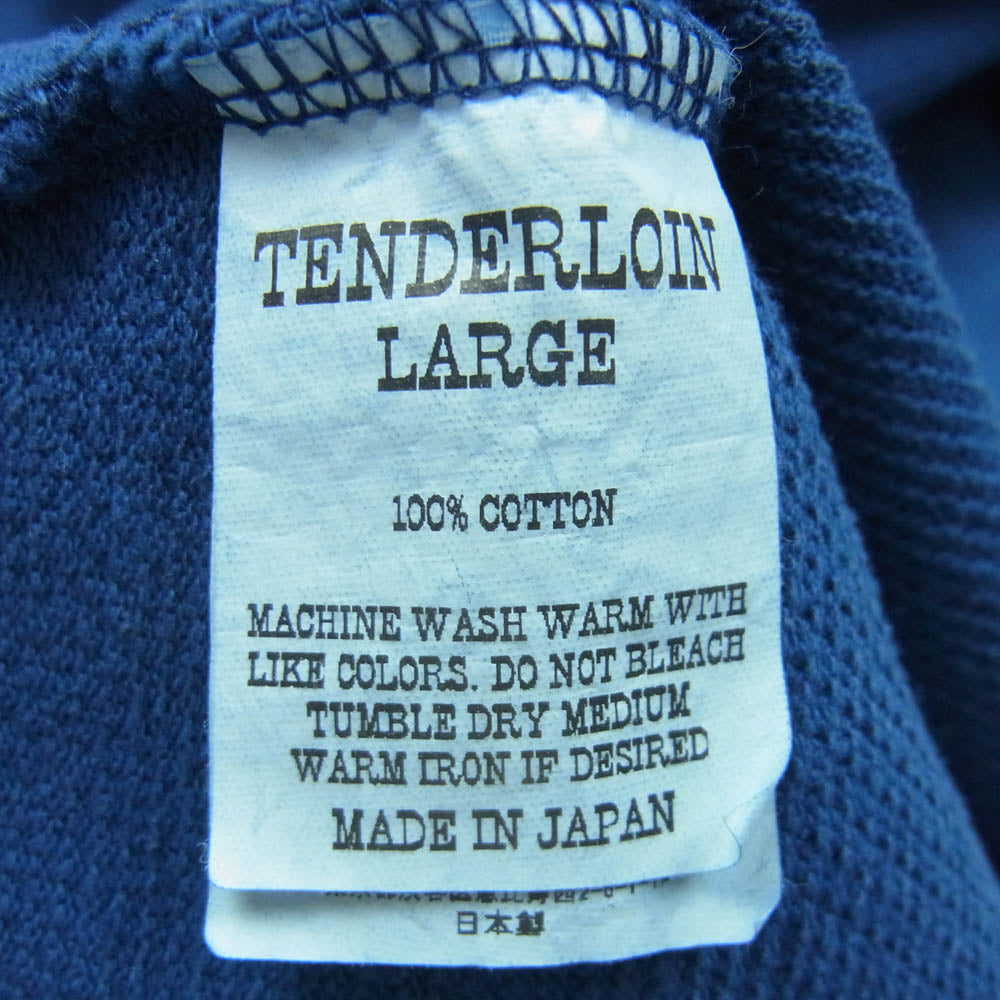 TENDERLOIN
LARGE
100% COTTON
MACHINE WASH WARM WITH
LIKE COLORS. DO NOT BLEACH
TUMBLE DRY MEDIUM
WARM IRON IF DESIRED
MADE IN JAPAN
日本製